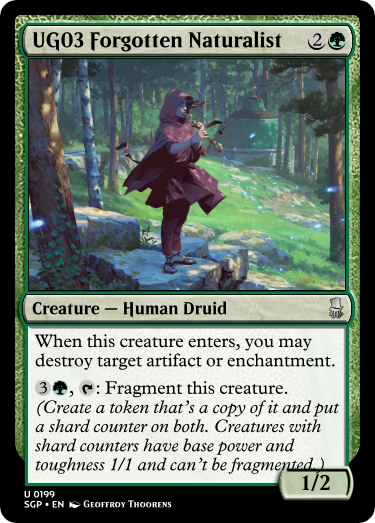 UG03 Forgotten Naturalist 2
Creature — Human Druid
When this creature enters, you may
destroy target artifact or enchantment.
3 , : Fragment this creature.
(Create a token that's a copy of it and put
a shard counter on both. Creatures with
shard counters have base power and
toughness 1/1 and can't be fragmented.)
1/2
U 0199
SGP • EN Geoffroy Thoorens